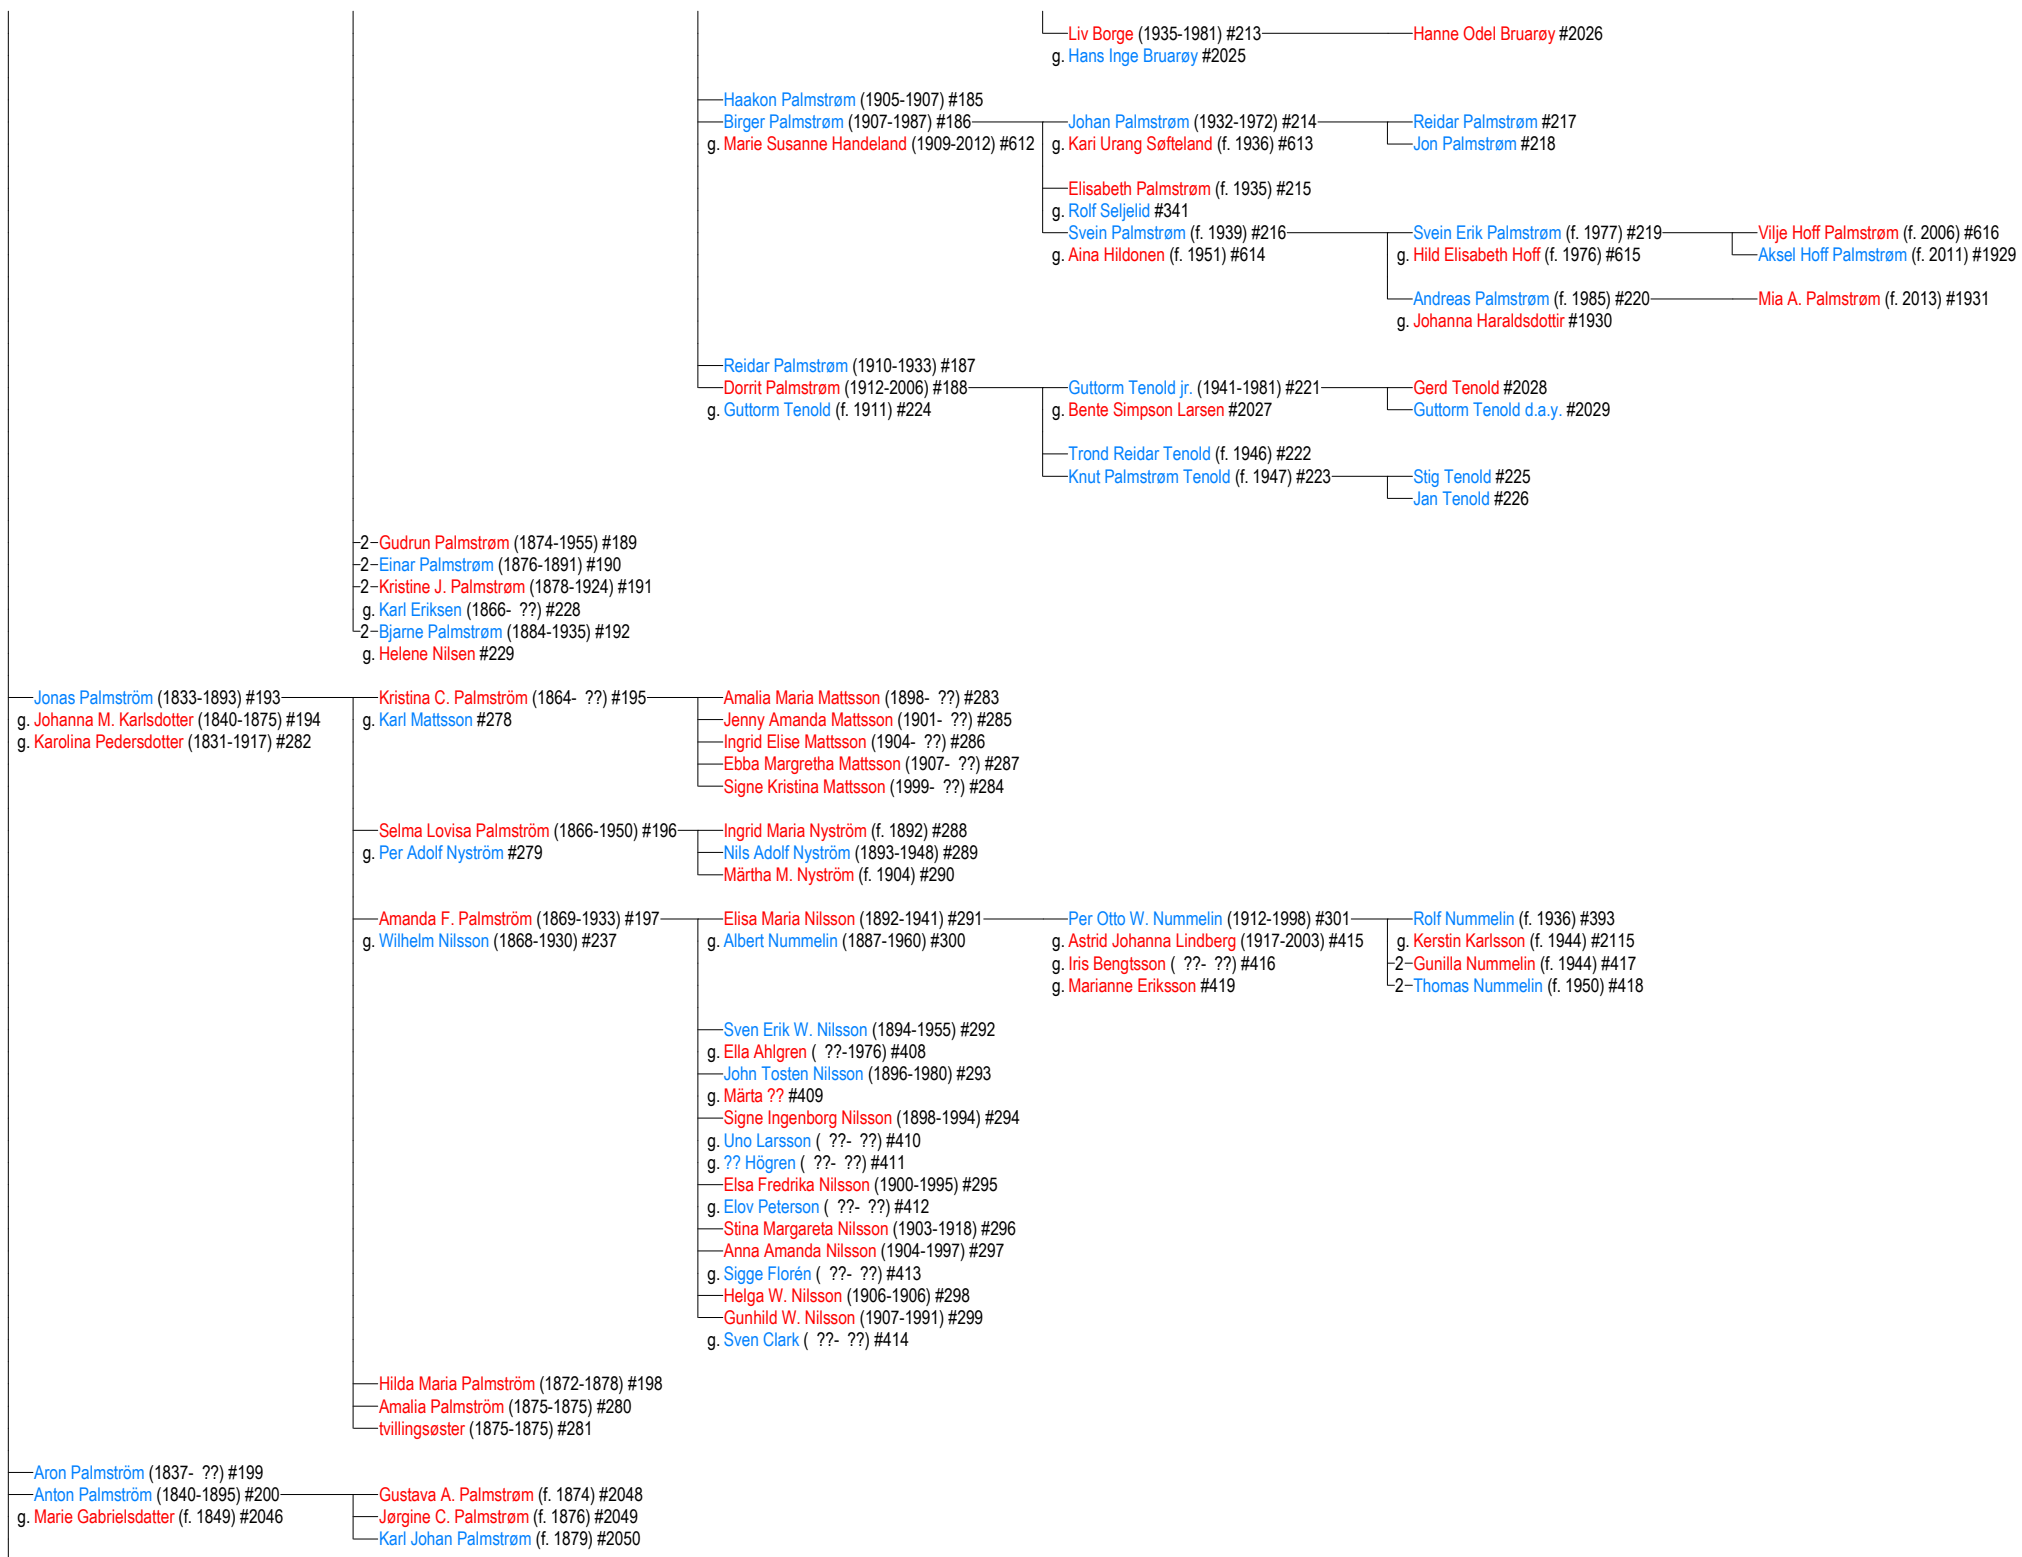 Liv Borge (1935-1981) #213 Hanne Odel Bruarøy #2026
g. Hans Inge Bruarøy #2025
Haakon Palmstrøm (1905-1907) #185
Birger Palmstrøm (1907-1987) #186 Johan Palmstrøm (1932-1972) #214 Reidar Palmstrøm #217
g. Marie Susanne Handeland (1909-2012) #612 g. Kari Urang Søfteland (f. 1936) #613 Jon Palmstrøm #218
Elisabeth Palmstrøm (f. 1935) #215
g. Rolf Seljelid #341
Svein Palmstrøm (f. 1939) #216 Svein Erik Palmstrøm (f. 1977) #219 Vilje Hoff Palmstrøm (f. 2006) #616
g. Aina Hildonen (f. 1951) #614 g. Hild Elisabeth Hoff (f. 1976) #615 Aksel Hoff Palmstrøm (f. 2011) #1929
Andreas Palmstrøm (f. 1985) #220 Mia A. Palmstrøm (f. 2013) #1931
g. Johanna Haraldsdottir #1930
Reidar Palmstrøm (1910-1933) #187
Dorrit Palmstrøm (1912-2006) #188 Guttorm Tenold jr. (1941-1981) #221 Gerd Tenold #2028
g. Guttorm Tenold (f. 1911) #224 g. Bente Simpson Larsen #2027 Guttorm Tenold d.a.y. #2029
Trond Reidar Tenold (f. 1946) #222
Knut Palmstrøm Tenold (f. 1947) #223 Stig Tenold #225
Jan Tenold #226
2 Gudrun Palmstrøm (1874-1955) #189
2 Einar Palmstrøm (1876-1891) #190
2 Kristine J. Palmstrøm (1878-1924) #191
g. Karl Eriksen (1866- ??) #228
2 Bjarne Palmstrøm (1884-1935) #192
g. Helene Nilsen #229
Jonas Palmström (1833-1893) #193 Kristina C. Palmström (1864- ??) #195 Amalia Maria Mattsson (1898- ??) #283
g. Johanna M. Karlsdotter (1840-1875) #194 g. Karl Mattsson #278 Jenny Amanda Mattsson (1901- ??) #285
g. Karolina Pedersdotter (1831-1917) #282 Ingrid Elise Mattsson (1904- ??) #286
Ebba Margretha Mattsson (1907- ??) #287
Signe Kristina Mattsson (1999- ??) #284
Selma Lovisa Palmström (1866-1950) #196 Ingrid Maria Nyström (f. 1892) #288
g. Per Adolf Nyström #279 Nils Adolf Nyström (1893-1948) #289
Märtha M. Nyström (f. 1904) #290
Amanda F. Palmström (1869-1933) #197 Elisa Maria Nilsson (1892-1941) #291 Per Otto W. Nummelin (1912-1998) #301 Rolf Nummelin (f. 1936) #393
g. Wilhelm Nilsson (1868-1930) #237 g. Albert Nummelin (1887-1960) #300 g. Astrid Johanna Lindberg (1917-2003) #415 g. Kerstin Karlsson (f. 1944) #2115
g. Iris Bengtsson ( ??- ??) #416 2 Gunilla Nummelin (f. 1944) #417
g. Marianne Eriksson #419 2 Thomas Nummelin (f. 1950) #418
Sven Erik W. Nilsson (1894-1955) #292
g. Ella Ahlgren ( ??-1976) #408
John Tosten Nilsson (1896-1980) #293
g. Märta ?? #409
Signe Ingenborg Nilsson (1898-1994) #294
g. Uno Larsson ( ??- ??) #410
g. ?? Högren ( ??- ??) #411
Elsa Fredrika Nilsson (1900-1995) #295
g. Elov Peterson ( ??- ??) #412
Stina Margareta Nilsson (1903-1918) #296
Anna Amanda Nilsson (1904-1997) #297
g. Sigge Florén ( ??- ??) #413
Helga W. Nilsson (1906-1906) #298
Gunhild W. Nilsson (1907-1991) #299
g. Sven Clark ( ??- ??) #414
Hilda Maria Palmström (1872-1878) #198
Amalia Palmström (1875-1875) #280
tvillingsøster (1875-1875) #281
Aron Palmström (1837- ??) #199
Anton Palmström (1840-1895) #200 Gustava A. Palmstrøm (f. 1874) #2048
g. Marie Gabrielsdatter (f. 1849) #2046 Jørgine C. Palmstrøm (f. 1876) #2049
Karl Johan Palmstrøm (f. 1879) #2050